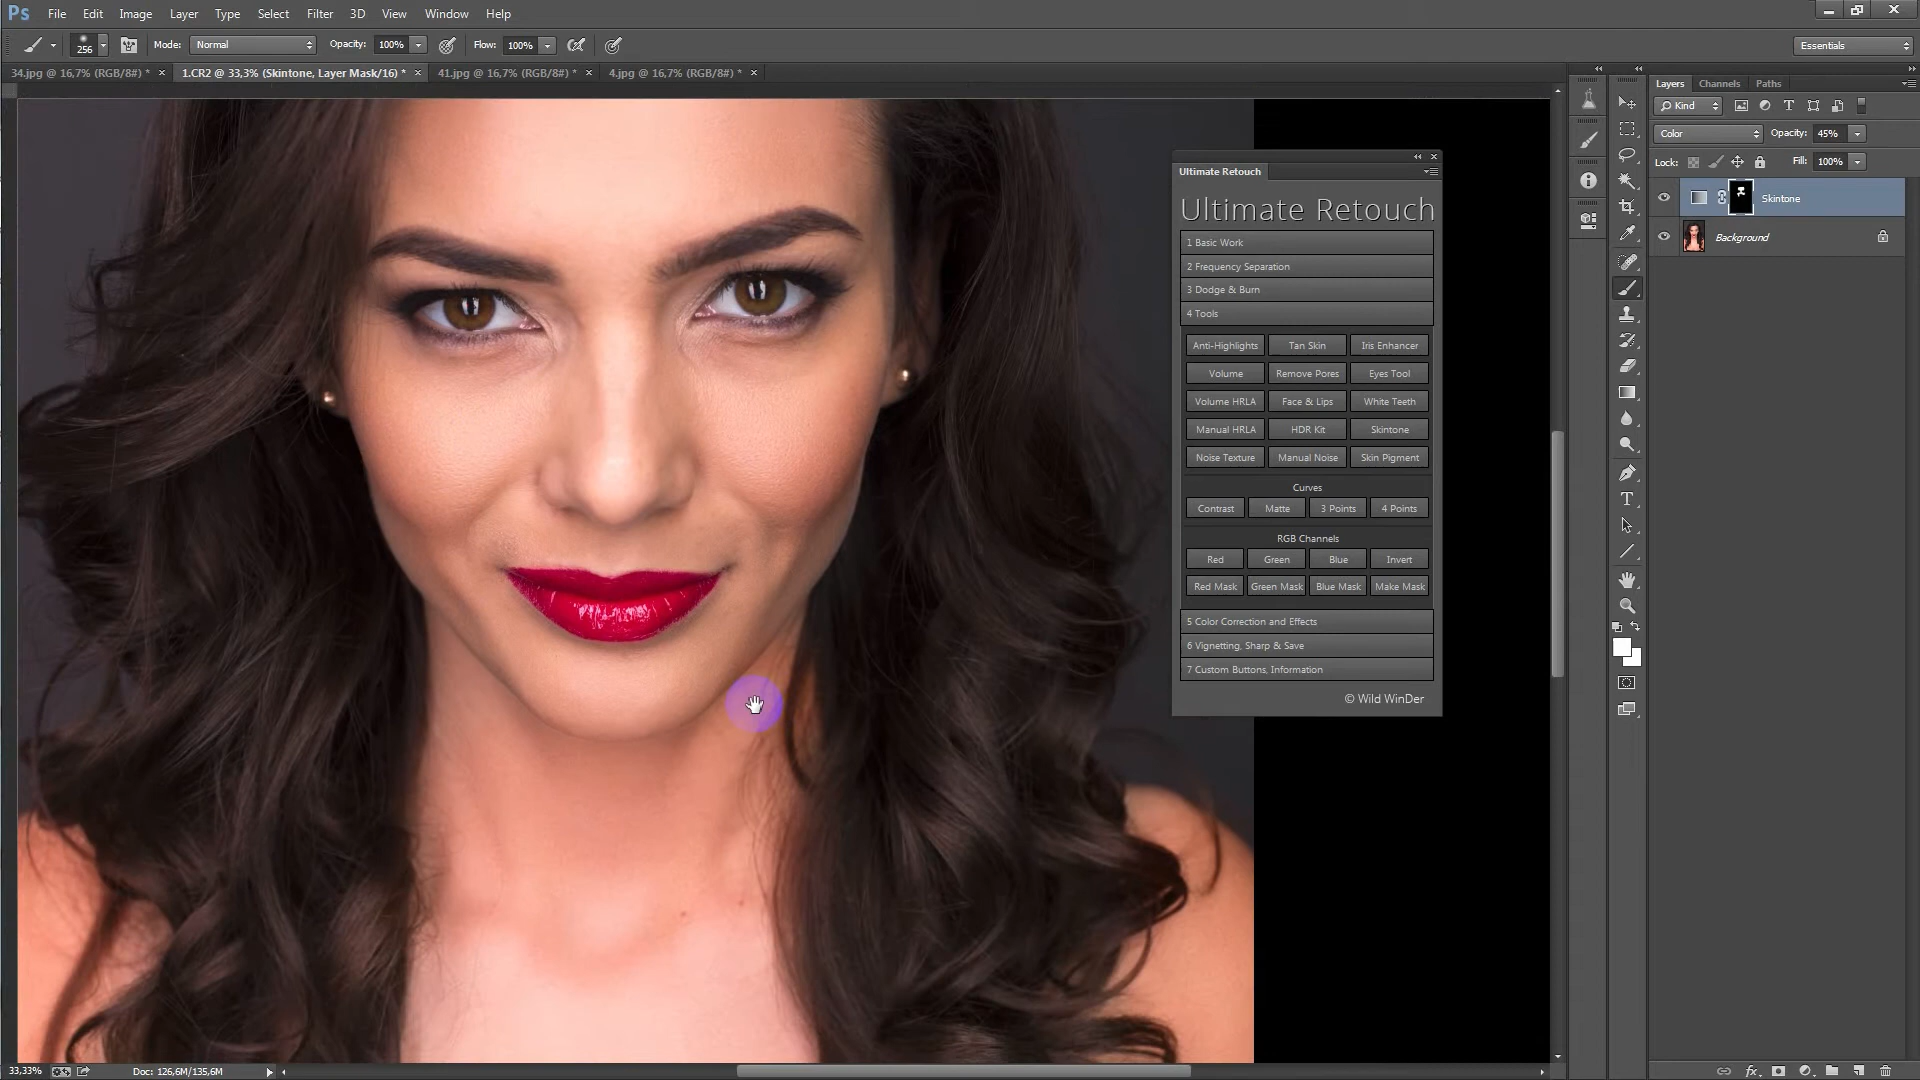 Ps File Edit Image Layer Type Select Filter 3D View Window Help
256 Mode: Normal Opacity: 100% Flow: 100% Essentials
34.jpg @ 16,7% (RGB/8#) * × 1.CR2 @ 33,3% (Skintone, Layer Mask/16) * × 41.jpg @ 16,7% (RGB/8#) * × 4.jpg @ 16,7% (RGB/8#) * ×
Layers Channels Paths
Kind
Color Opacity: 45%
Lock: Fill: 100%
Skintone
Background
Ultimate Retouch
Ultimate Retouch
1 Basic Work
2 Frequency Separation
3 Dodge & Burn
4 Tools
Anti-Highlights Tan Skin Iris Enhancer
Volume Remove Pores Eyes Tool
Volume HRLA Face & Lips White Teeth
Manual HRLA HDR Kit Skintone
Noise Texture Manual Noise Skin Pigment
Curves
Contrast Matte 3 Points 4 Points
RGB Channels
Red Green Blue Invert
Red Mask Green Mask Blue Mask Make Mask
5 Color Correction and Effects
6 Vignetting, Sharp & Save
7 Custom Buttons, Information
© Wild WinDer
33,33% Doc: 126,6M/135,6M